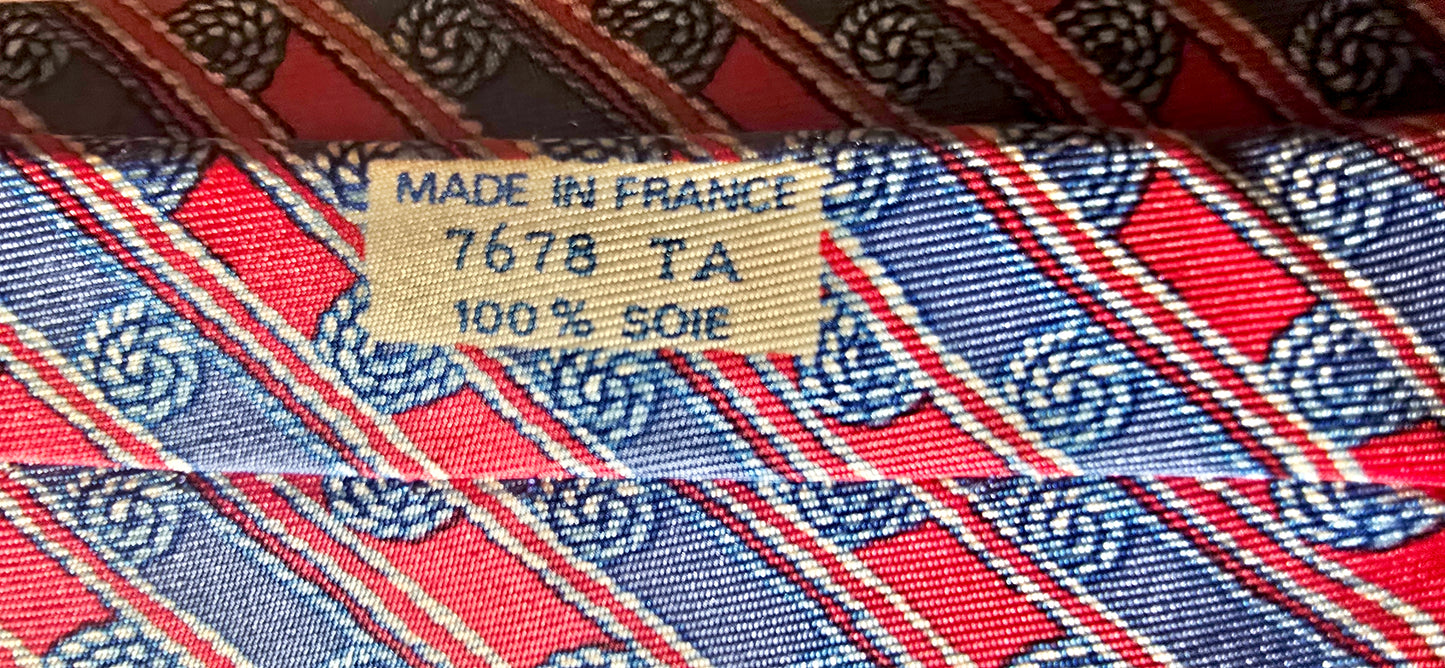 MADE IN FRANCE
7678 TA
100% SOIE